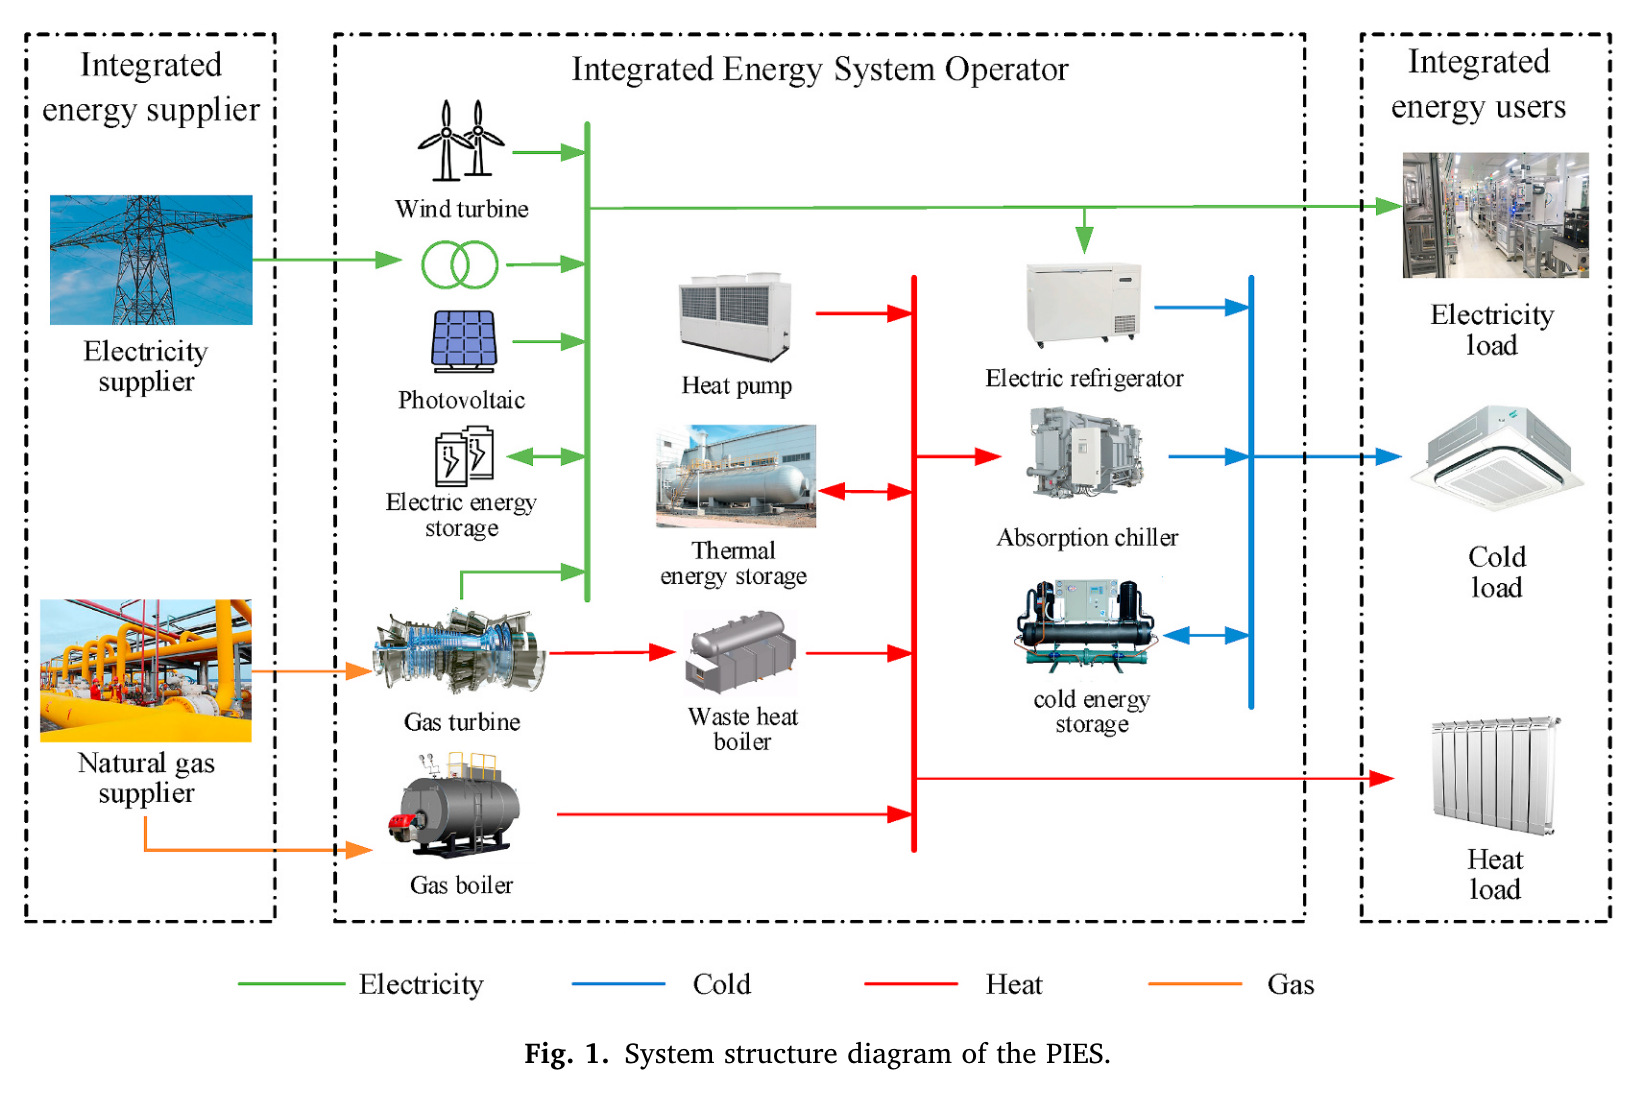 Integrated
energy supplier
Electricity
supplier
Natural gas
supplier
Integrated Energy System Operator
Wind turbine
Photovoltaic
Electric energy
storage
Gas turbine
Gas boiler
Heat pump
Thermal
energy storage
Waste heat
boiler
Electric refrigerator
Absorption chiller
cold energy
storage
Integrated
energy users
Electricity
load
Cold
load
Heat
load
Electricity
Cold
Heat
Gas
Fig. 1. System structure diagram of the PIES.